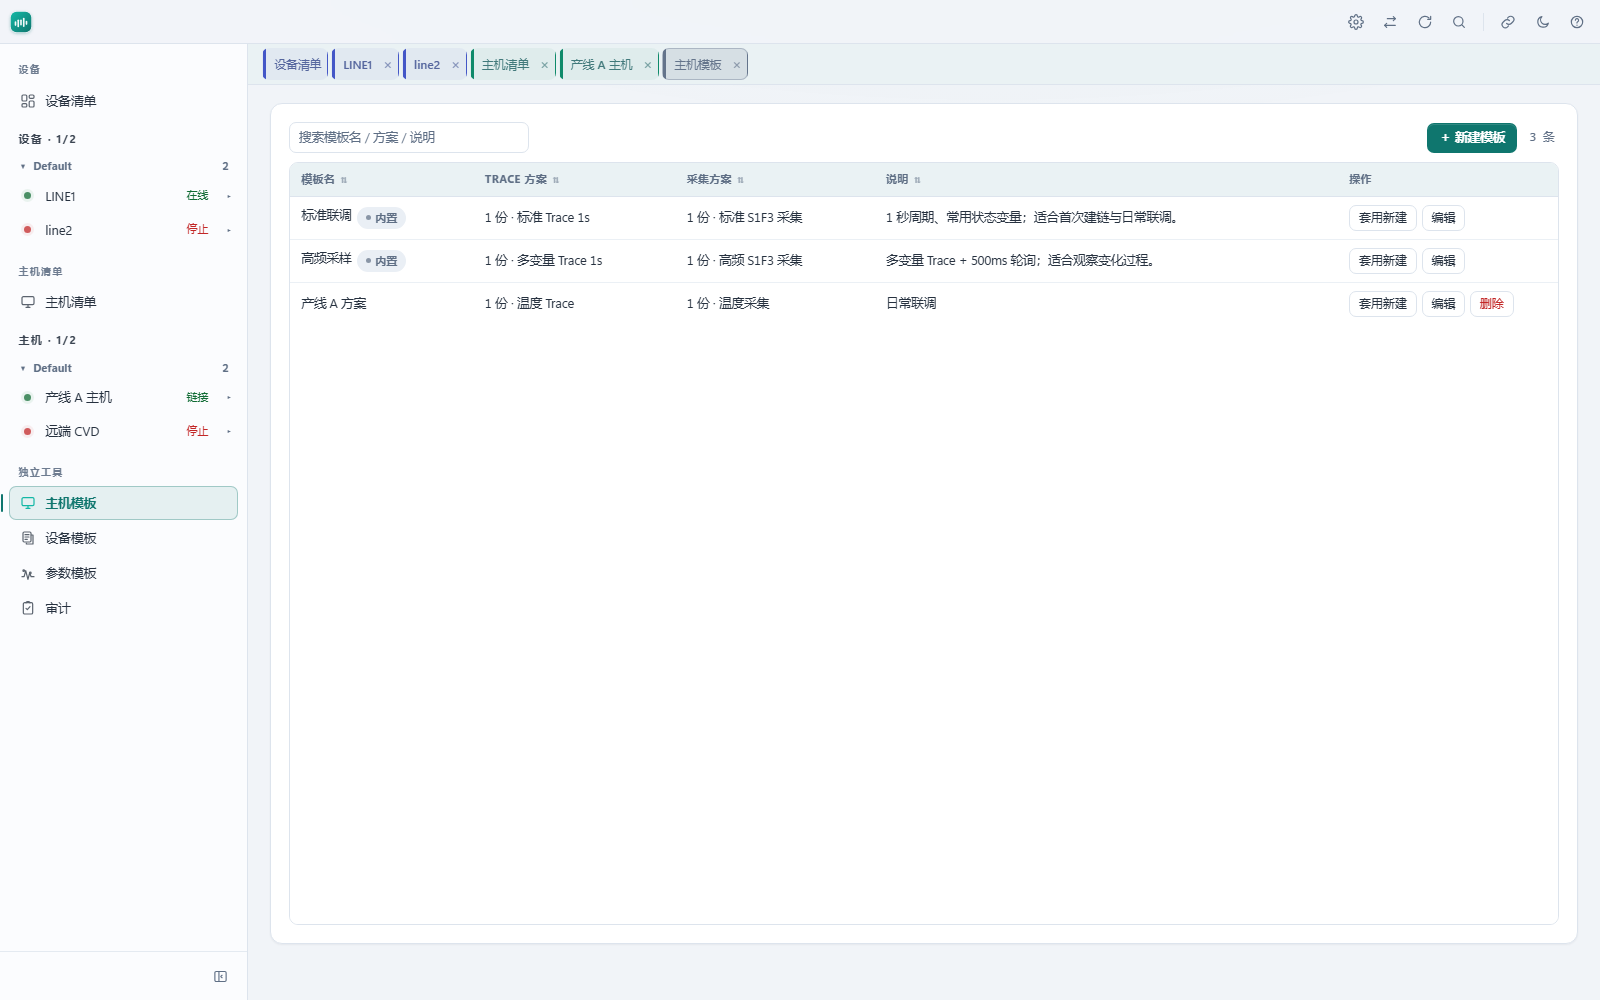 设备
设备清单
设备 · 1/2
Default 2
LINE1 在线
line2 停止
主机清单
主机清单
主机 · 1/2
Default 2
产线 A 主机 链接
远端 CVD 停止
独立工具
主机模板
设备模板
参数模板
审计
设备清单 LINE1 × line2 × 主机清单 × 产线 A 主机 × 主机模板 ×
搜索模板名 / 方案 / 说明 + 新建模板 3 条
模板名 TRACE 方案 采集方案 说明 操作
标准联调 内置 1 份 · 标准 Trace 1s 1 份 · 标准 S1F3 采集 1 秒周期、常用状态变量；适合首次建链与日常联调。 套用新建 编辑
高频采样 内置 1 份 · 多变量 Trace 1s 1 份 · 高频 S1F3 采集 多变量 Trace + 500ms 轮询；适合观察变化过程。 套用新建 编辑
产线 A 方案 1 份 · 温度 Trace 1 份 · 温度采集 日常联调 套用新建 编辑 删除